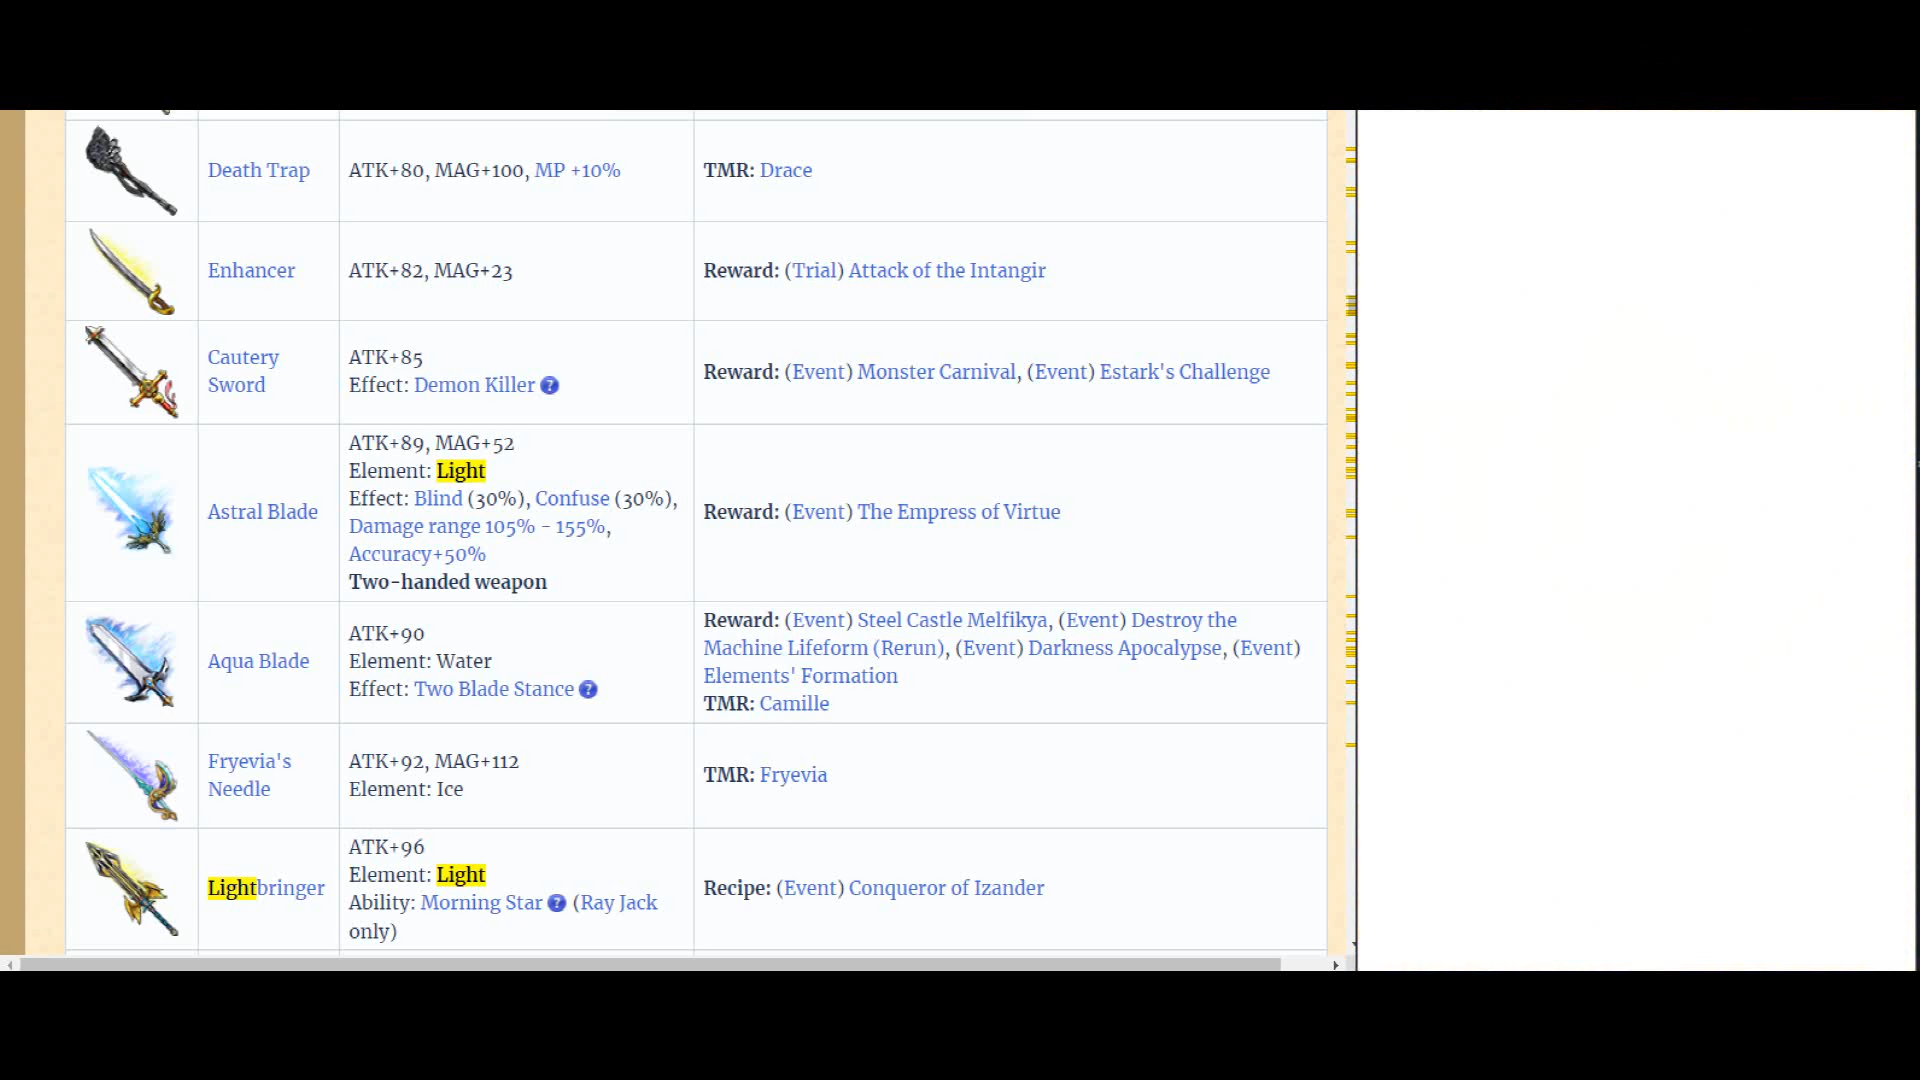 Death Trap
ATK+80, MAG+100, MP +10%
TMR: Drace
Enhancer
ATK+82, MAG+23
Reward: (Trial) Attack of the Intangir
Cautery
Sword
ATK+85
Effect: Demon Killer ?
Reward: (Event) Monster Carnival, (Event) Estark's Challenge
Astral Blade
ATK+89, MAG+52
Element: Light
Effect: Blind (30%), Confuse (30%),
Damage range 105% - 155%,
Accuracy+50%
Two-handed weapon
Reward: (Event) The Empress of Virtue
Aqua Blade
ATK+90
Element: Water
Effect: Two Blade Stance ?
Reward: (Event) Steel Castle Melfikya, (Event) Destroy the
Machine Lifeform (Rerun), (Event) Darkness Apocalypse, (Event)
Elements' Formation
TMR: Camille
Fryevia's
Needle
ATK+92, MAG+112
Element: Ice
TMR: Fryevia
Lightbringer
ATK+96
Element: Light
Ability: Morning Star ? (Ray Jack
only)
Recipe: (Event) Conqueror of Izander